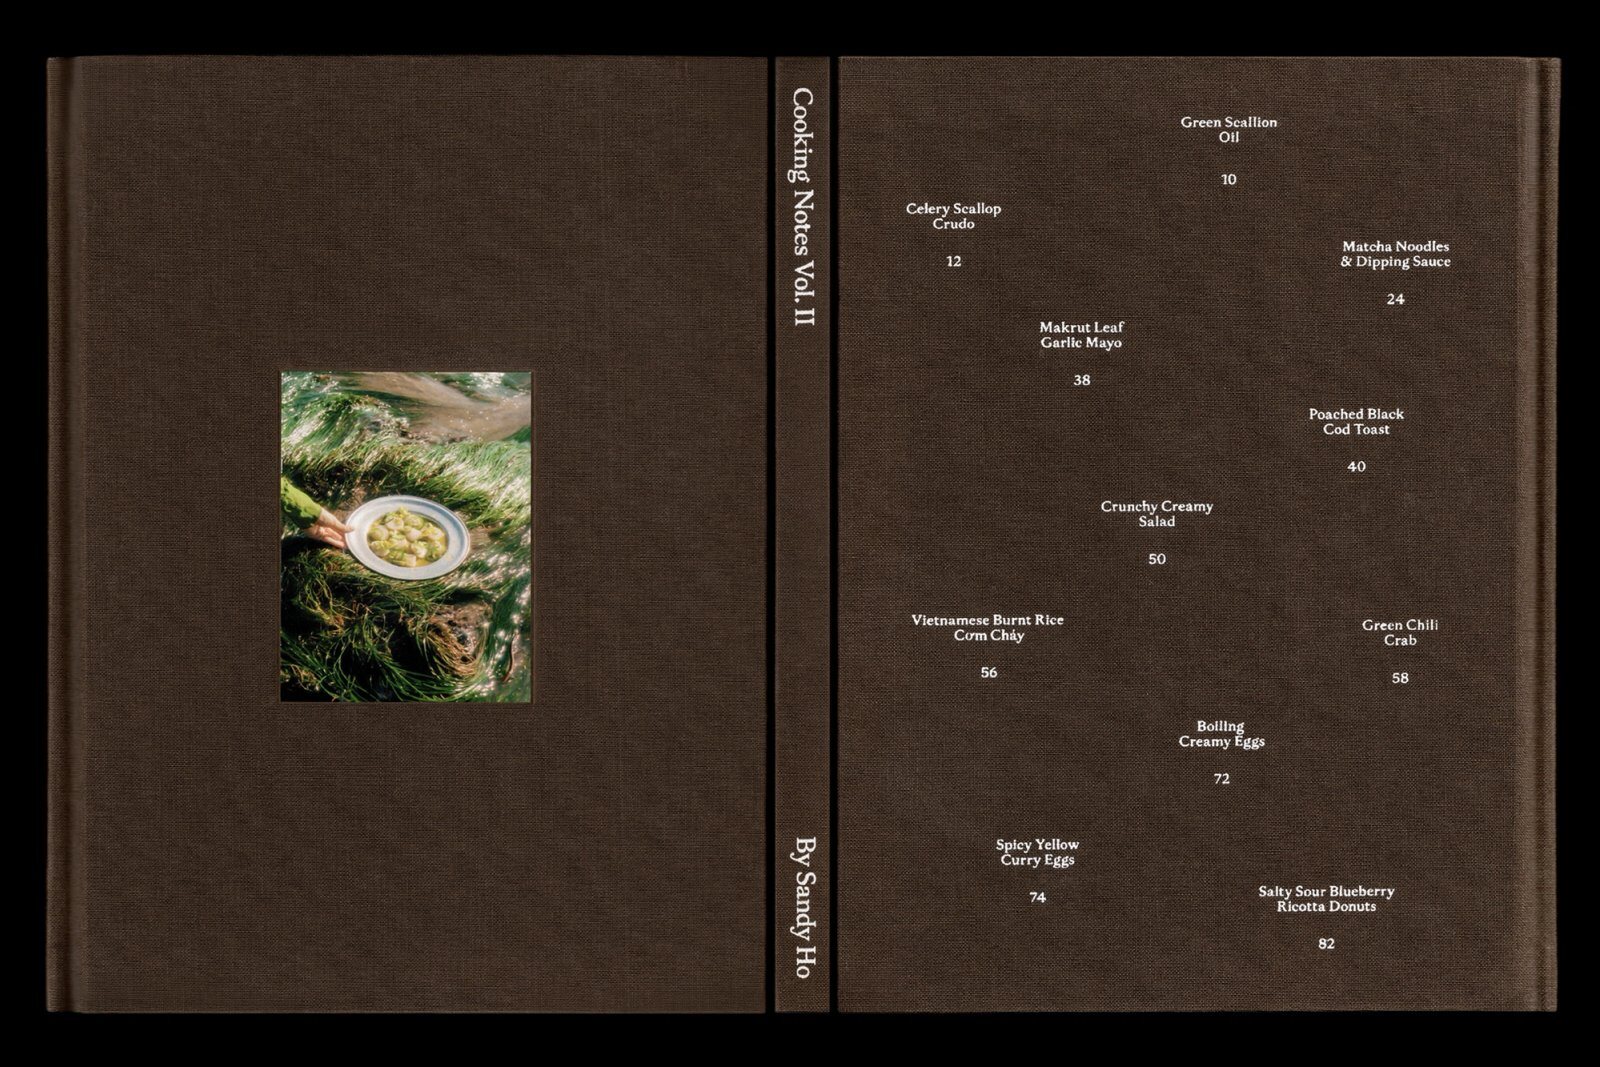 Cooking Notes Vol. II
By Sandy Ho
Green Scallion
Oil
10
Celery Scallop
Crudo
12
Matcha Noodles
& Dipping Sauce
24
Makrut Leaf
Garlic Mayo
38
Poached Black
Cod Toast
40
Crunchy Creamy
Salad
50
Vietnamese Burnt Rice
Cơm Cháy
56
Green Chili
Crab
58
Boiling
Creamy Eggs
72
Spicy Yellow
Curry Eggs
74
Salty Sour Blueberry
Ricotta Donuts
82